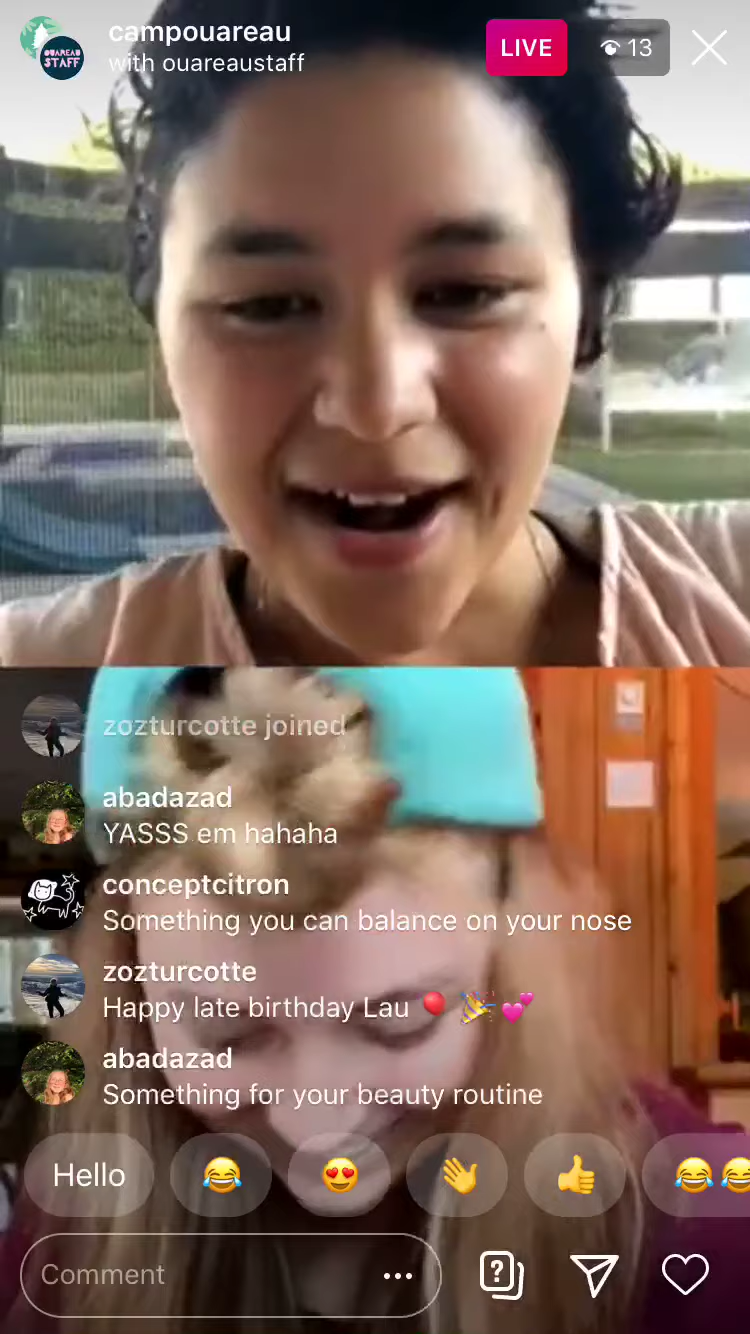 campouareau
with ouareaustaff
OUAREAU
STAFF
LIVE
13
zozturcotte joined
abadazad
YASSS em hahaha
conceptcitron
Something you can balance on your nose
zozturcotte
Happy late birthday Lau 🎈 🎉 💕
abadazad
Something for your beauty routine
Hello 😂 😍 👋 👍 😂😂
Comment